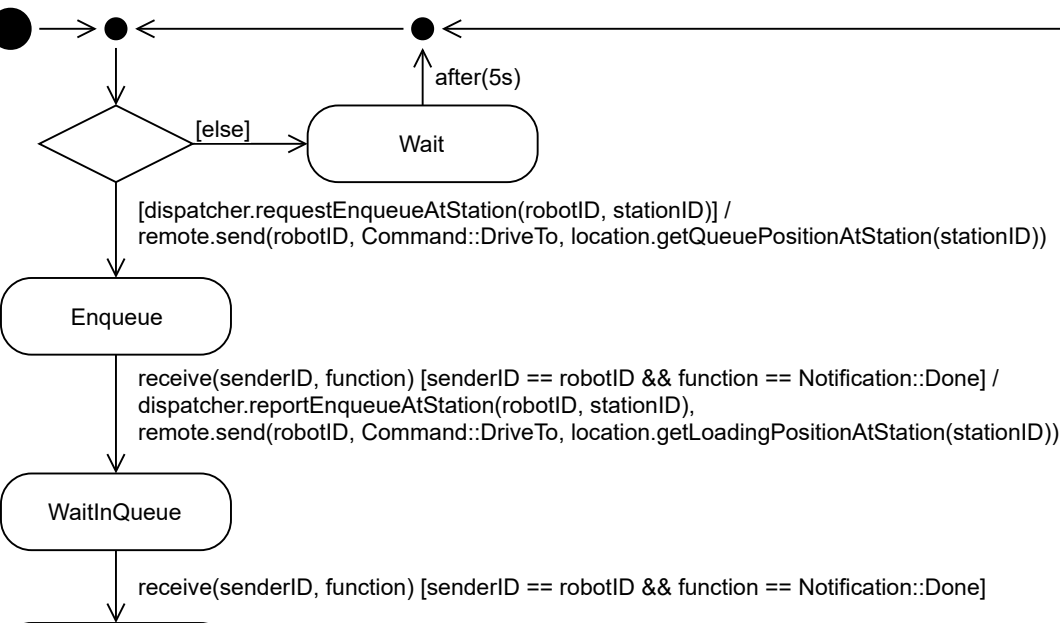 after(5s)
[else]
Wait
[dispatcher.requestEnqueueAtStation(robotID, stationID)] /
remote.send(robotID, Command::DriveTo, location.getQueuePositionAtStation(stationID))
Enqueue
receive(senderID, function) [senderID == robotID && function == Notification::Done] /
dispatcher.reportEnqueueAtStation(robotID, stationID),
remote.send(robotID, Command::DriveTo, location.getLoadingPositionAtStation(stationID))
WaitInQueue
receive(senderID, function) [senderID == robotID && function == Notification::Done]